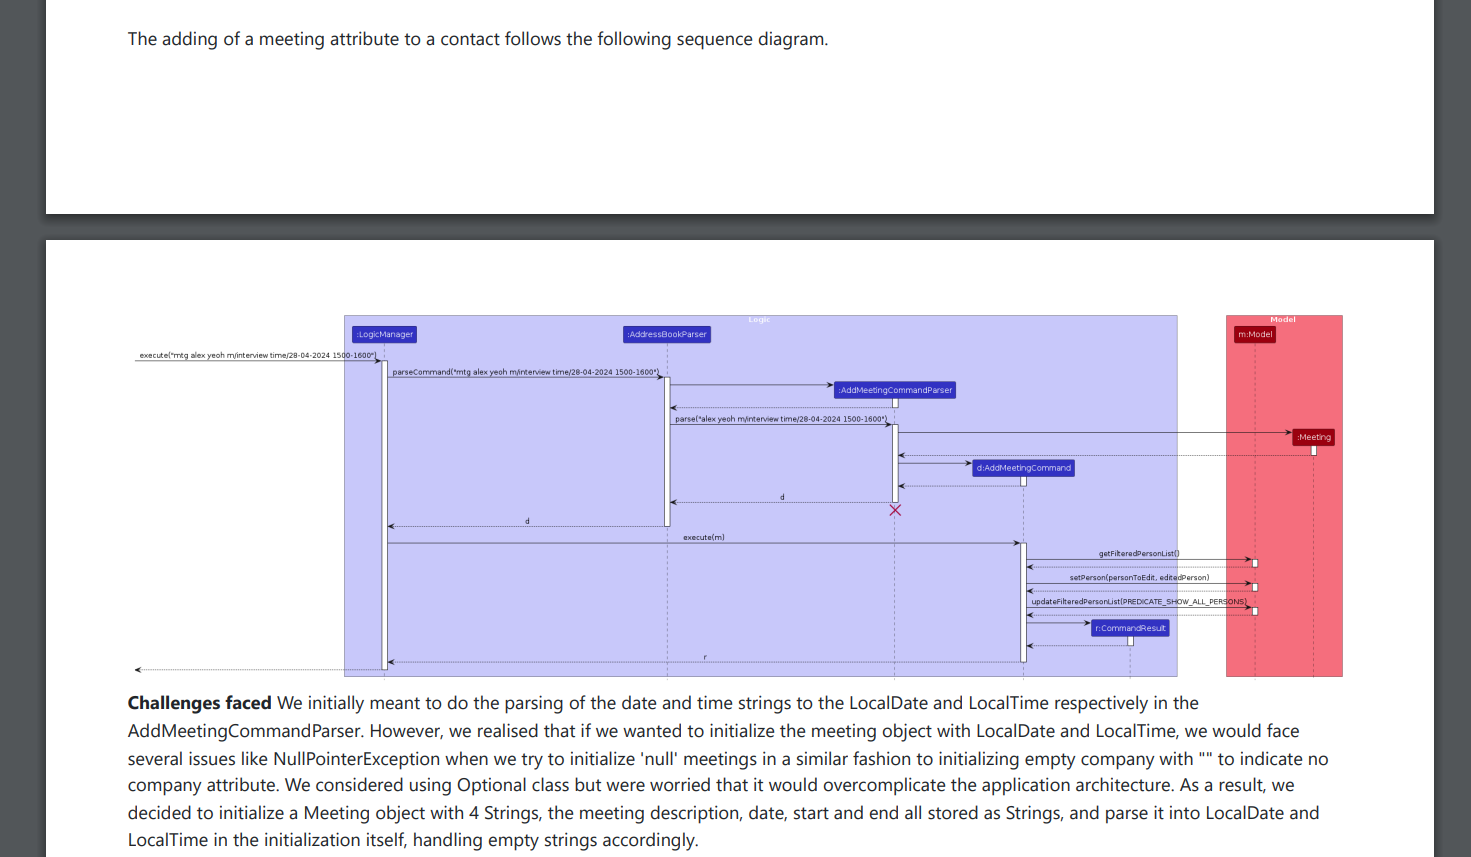 The adding of a meeting attribute to a contact follows the following sequence diagram.
Logic
Model
:LogicManager
:AddressBookParser
m:Model
execute("mtg alex yeoh m/interview time/28-04-2024 1500-1600")
parseCommand("mtg alex yeoh m/interview time/28-04-2024 1500-1600")
:AddMeetingCommandParser
parse("alex yeoh m/interview time/28-04-2024 1500-1600")
:Meeting
d:AddMeetingCommand
d
d
execute(m)
getFilteredPersonList()
setPerson(personToEdit, editedPerson)
updateFilteredPersonList(PREDICATE_SHOW_ALL_PERSONS)
r:CommandResult
r
Challenges faced We initially meant to do the parsing of the date and time strings to the LocalDate and LocalTime respectively in the
AddMeetingCommandParser. However, we realised that if we wanted to initialize the meeting object with LocalDate and LocalTime, we would face
several issues like NullPointerException when we try to initialize 'null' meetings in a similar fashion to initializing empty company with "" to indicate no
company attribute. We considered using Optional class but were worried that it would overcomplicate the application architecture. As a result, we
decided to initialize a Meeting object with 4 Strings, the meeting description, date, start and end all stored as Strings, and parse it into LocalDate and
LocalTime in the initialization itself, handling empty strings accordingly.